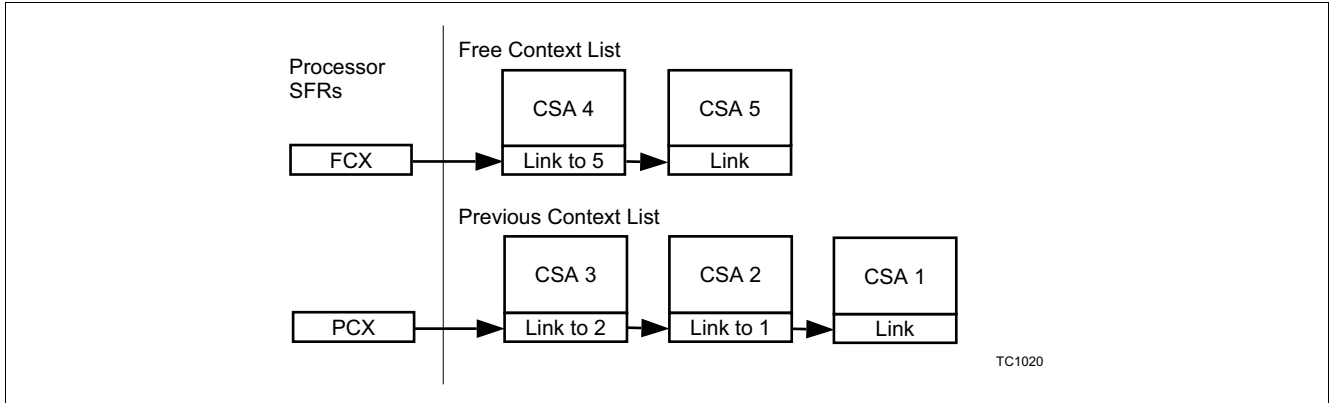 Processor
SFRs
Free Context List
CSA 4
CSA 5
FCX
Link to 5
Link
Previous Context List
CSA 3
CSA 2
CSA 1
PCX
Link to 2
Link to 1
Link
TC1020